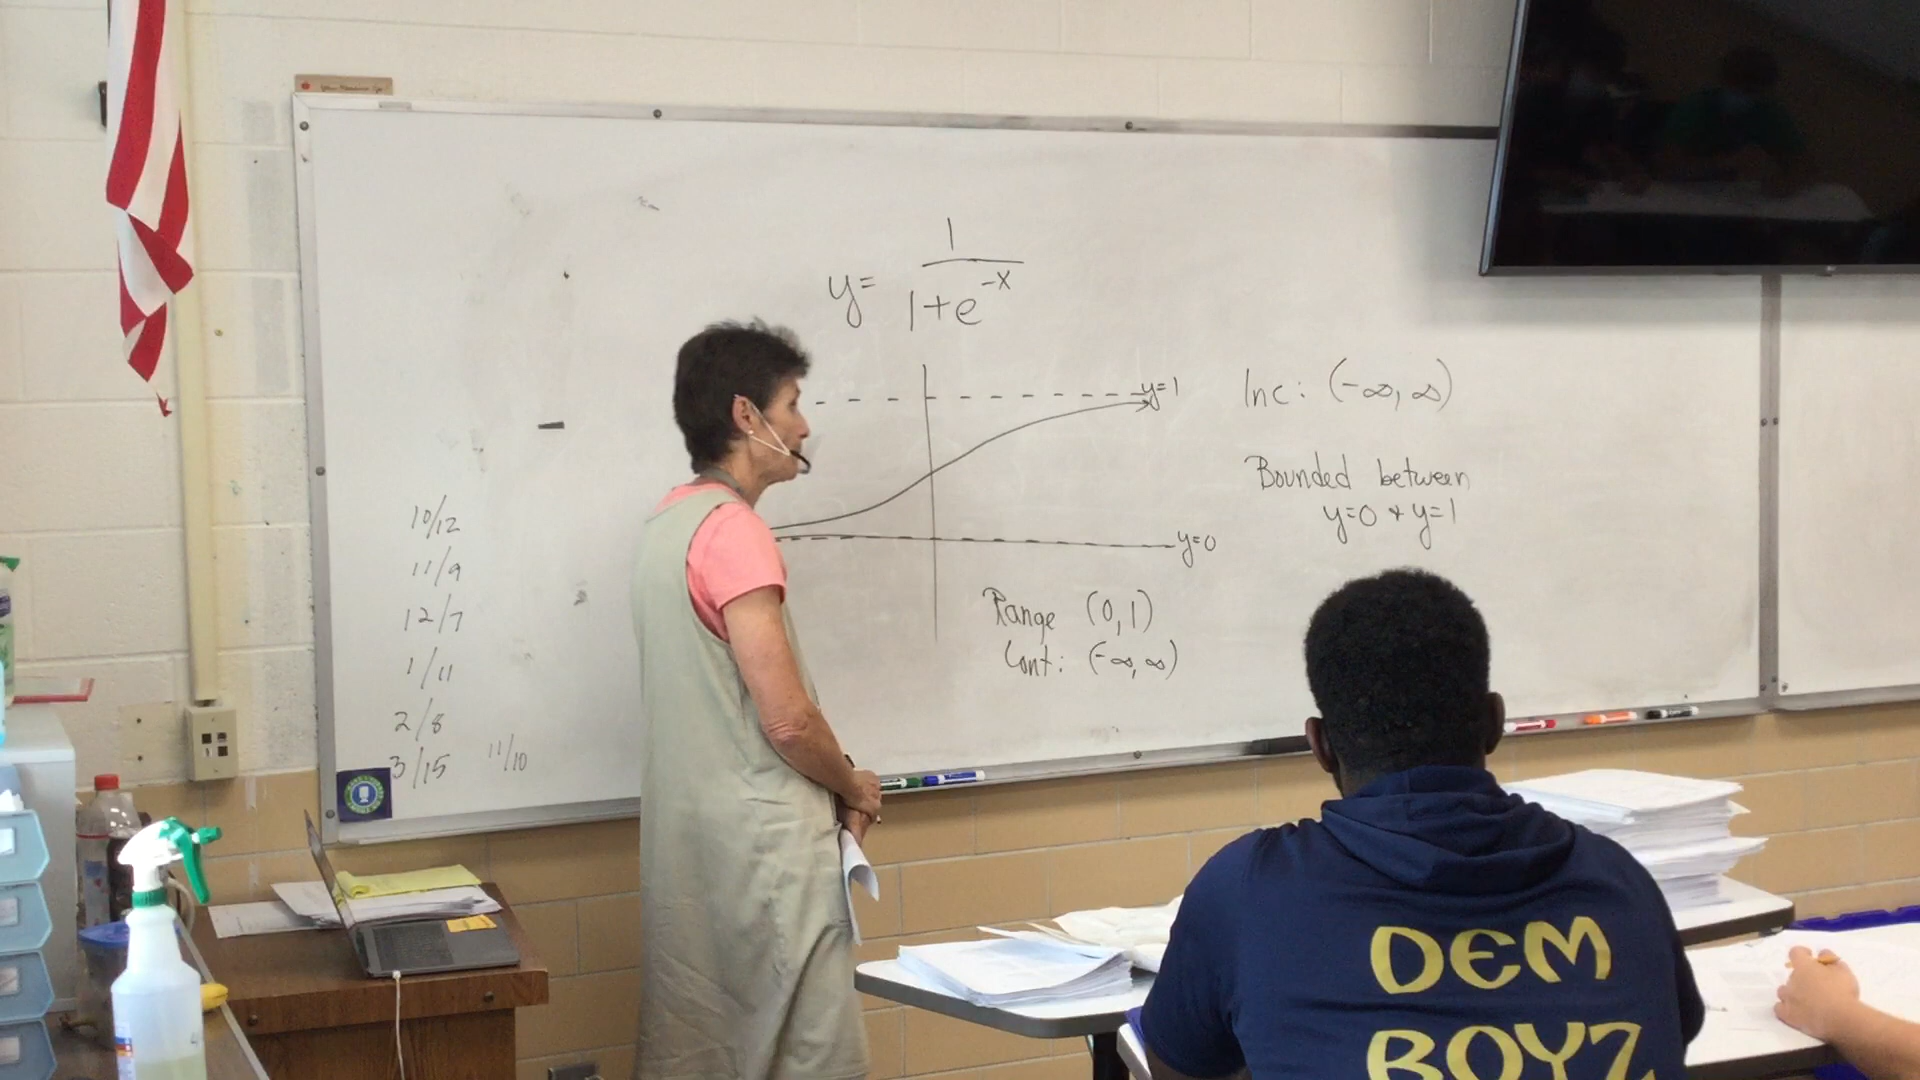 y = 1 / 1+e^-x
y=1
y=0
Inc: (-∞, ∞)
Bounded between
y=0 + y=1
Range (0,1)
Cont: (-∞, ∞)
10/12
11/9
12/7
1/11
2/8
3/15
11/10
DEM
BOYZ